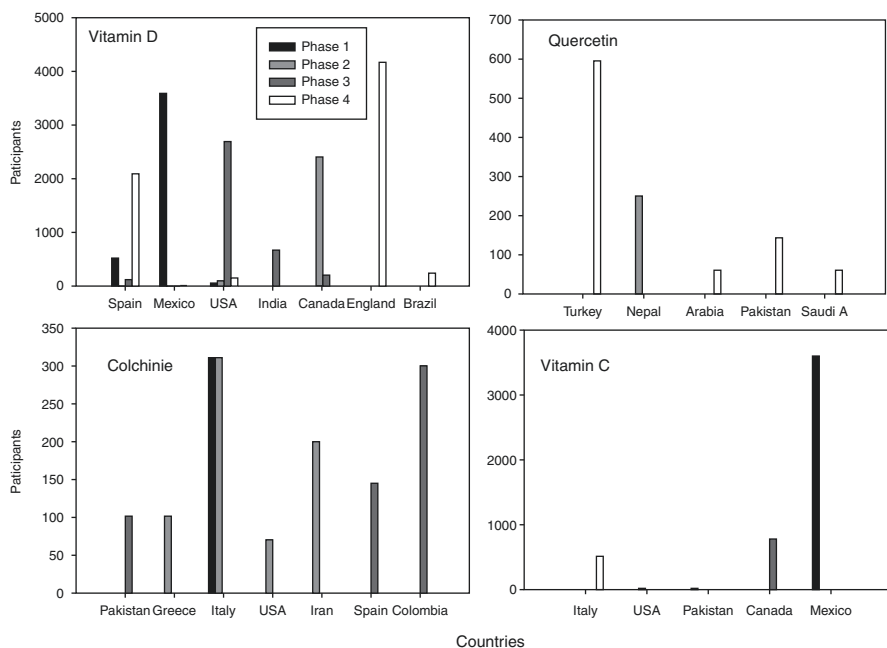 Vitamin D
Phase 1
Phase 2
Phase 3
Phase 4
5000
4000
3000
2000
1000
0
Paticipants
Spain Mexico USA India Canada England Brazil
Quercetin
700
600
500
400
300
200
100
0
Turkey Nepal Arabia Pakistan Saudi A
Colchinie
350
300
250
200
150
100
50
0
Paticipants
Pakistan Greece Italy USA Iran Spain Colombia
Vitamin C
4000
3000
2000
1000
0
Italy USA Pakistan Canada Mexico
Countries